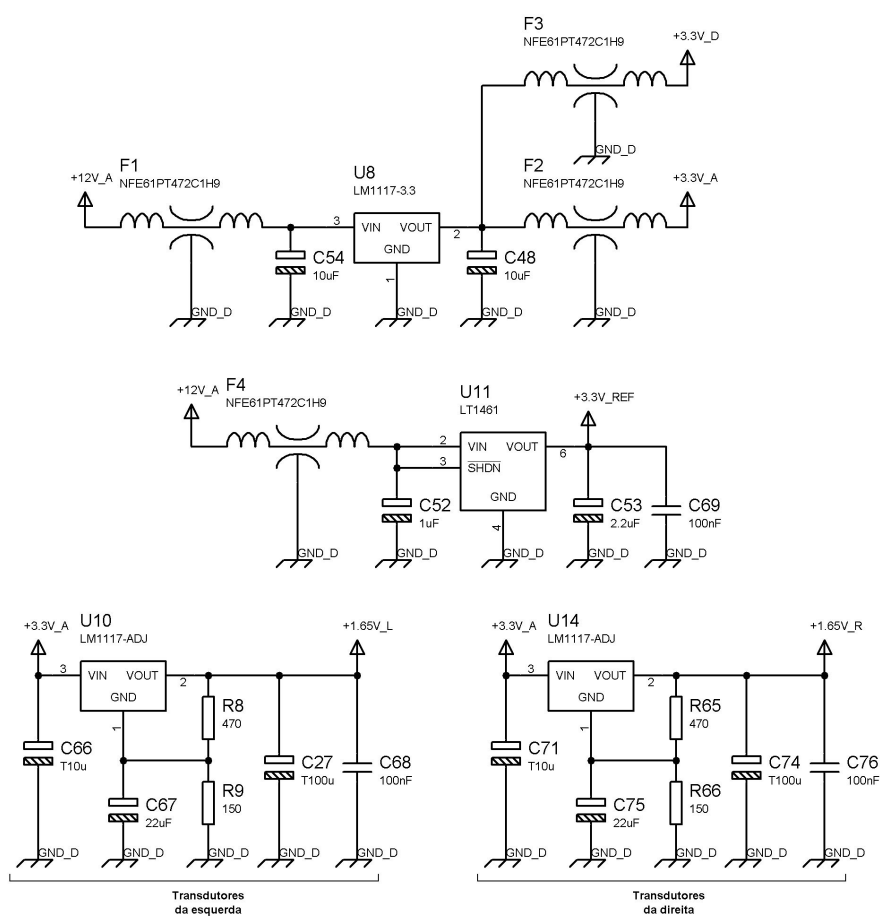 F3
NFE61PT472C1H9
+3.3V_D
GND_D
F1
NFE61PT472C1H9
+12V_A
U8
LM1117-3.3
F2
NFE61PT472C1H9
+3.3V_A
3
VIN
VOUT
2
GND
1
C54
10uF
C48
10uF
GND_D
GND_D
GND_D
GND_D
GND_D
+12V_A
F4
NFE61PT472C1H9
U11
LT1461
+3.3V_REF
2
VIN
VOUT
6
3
SHDN
GND
4
C52
1uF
C53
2.2uF
C69
100nF
GND_D
GND_D
GND_D
GND_D
GND_D
+3.3V_A
U10
LM1117-ADJ
+1.65V_L
3
VIN
VOUT
2
GND
1
R8
470
C66
T10u
C67
22uF
R9
150
C27
T100u
C68
100nF
GND_D
GND_D
GND_D
GND_D
GND_D
Transdutores
da esquerda
+3.3V_A
U14
LM1117-ADJ
+1.65V_R
3
VIN
VOUT
2
GND
1
R65
470
C71
T10u
C75
22uF
R66
150
C74
T100u
C76
100nF
GND_D
GND_D
GND_D
GND_D
GND_D
Transdutores
da direita